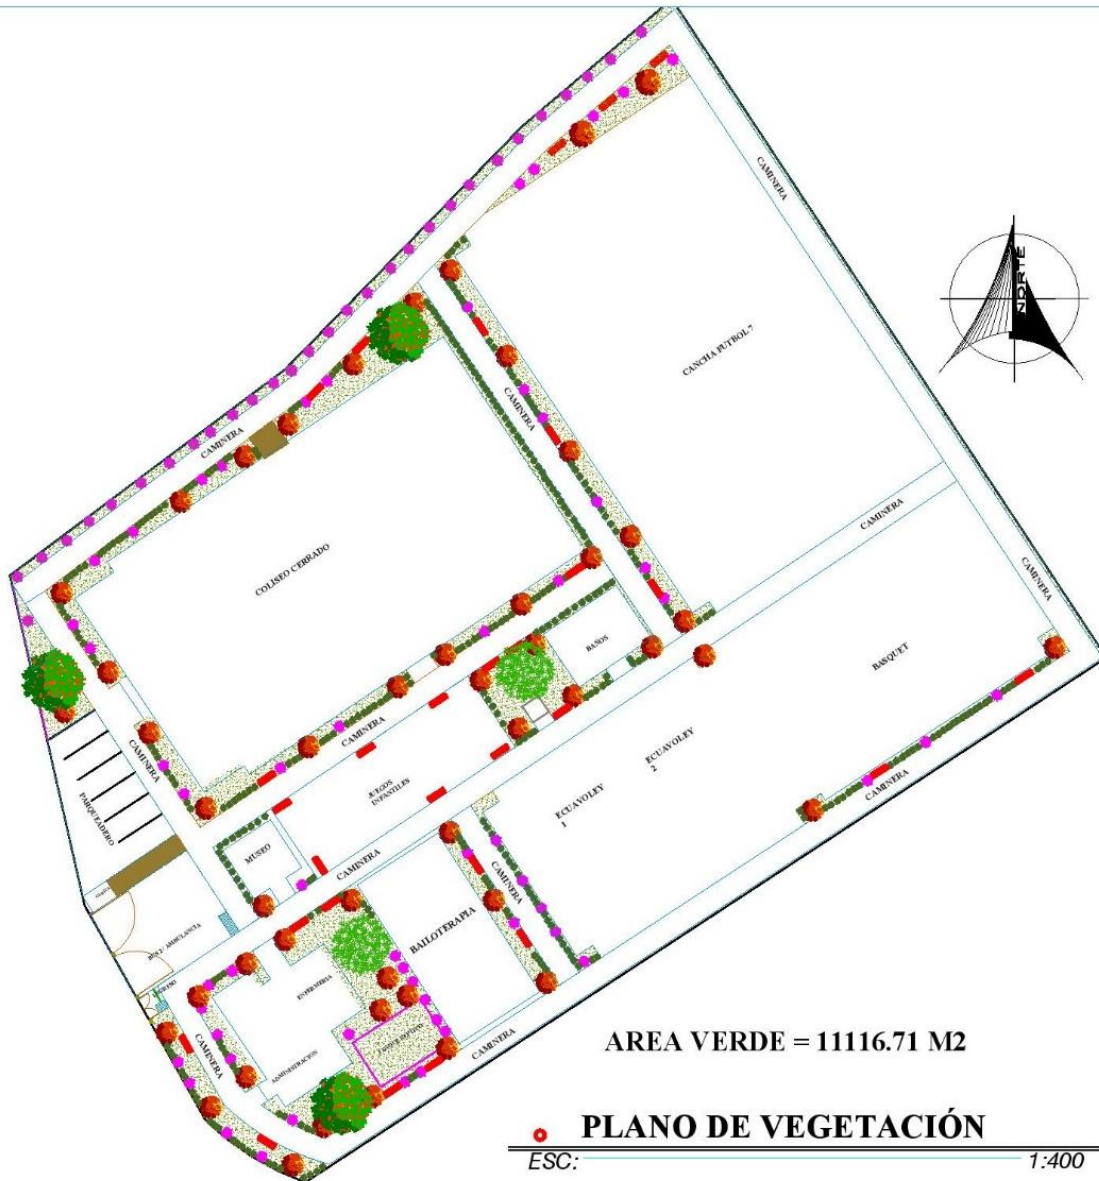 CAMINERA
NORTE
CANCHA FUTBOL 7
CAMINERA
CAMINERA
COLISEO CERRADO
CAMINERA
CAMINERA
BAÑOS
BASQUET
CAMINERA
CAMINERA
ECUAVOLEY
2
JUEGOS
INFANTILES
ECUAVOLEY
1
CAMINERA
PARQUEADERO
MUSEO
CAMINERA
CAMINERA
BAILOTERAPIA
AMBULANCIA
ENFERMERIA
CAMINERA
ADMINISTRACION
CAMINERA
AREA VERDE = 11116.71 M2
PLANO DE VEGETACIÓN
ESC:
1:400